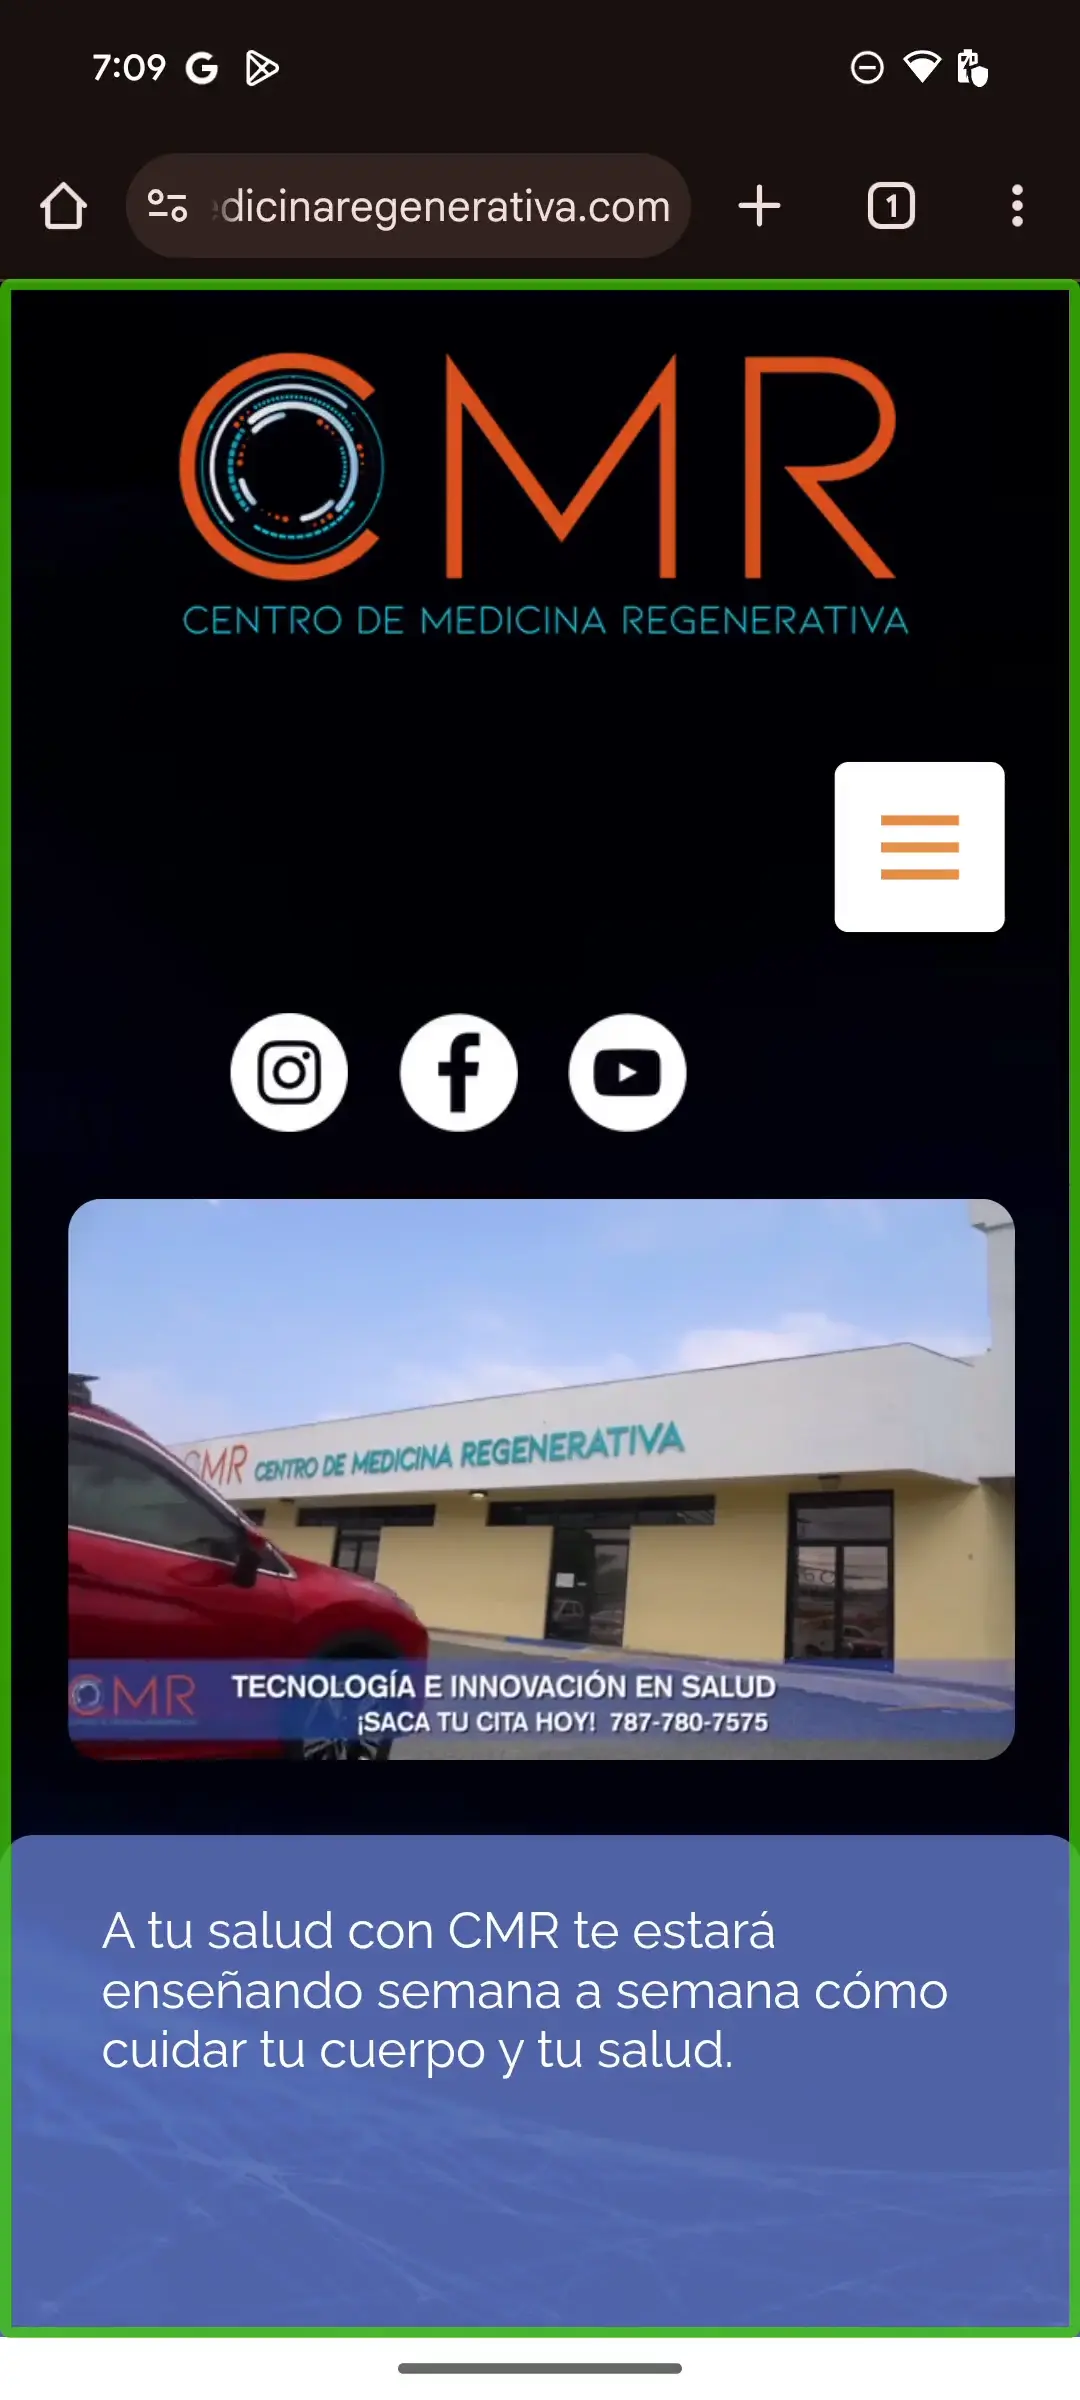 7:09
dicinaregenerativa.com
1
CMR
CENTRO DE MEDICINA REGENERATIVA
CMR CENTRO DE MEDICINA REGENERATIVA
CMR
TECNOLOGÍA E INNOVACIÓN EN SALUD
¡SACA TU CITA HOY! 787-780-7575
A tu salud con CMR te estará
enseñando semana a semana cómo
cuidar tu cuerpo y tu salud.